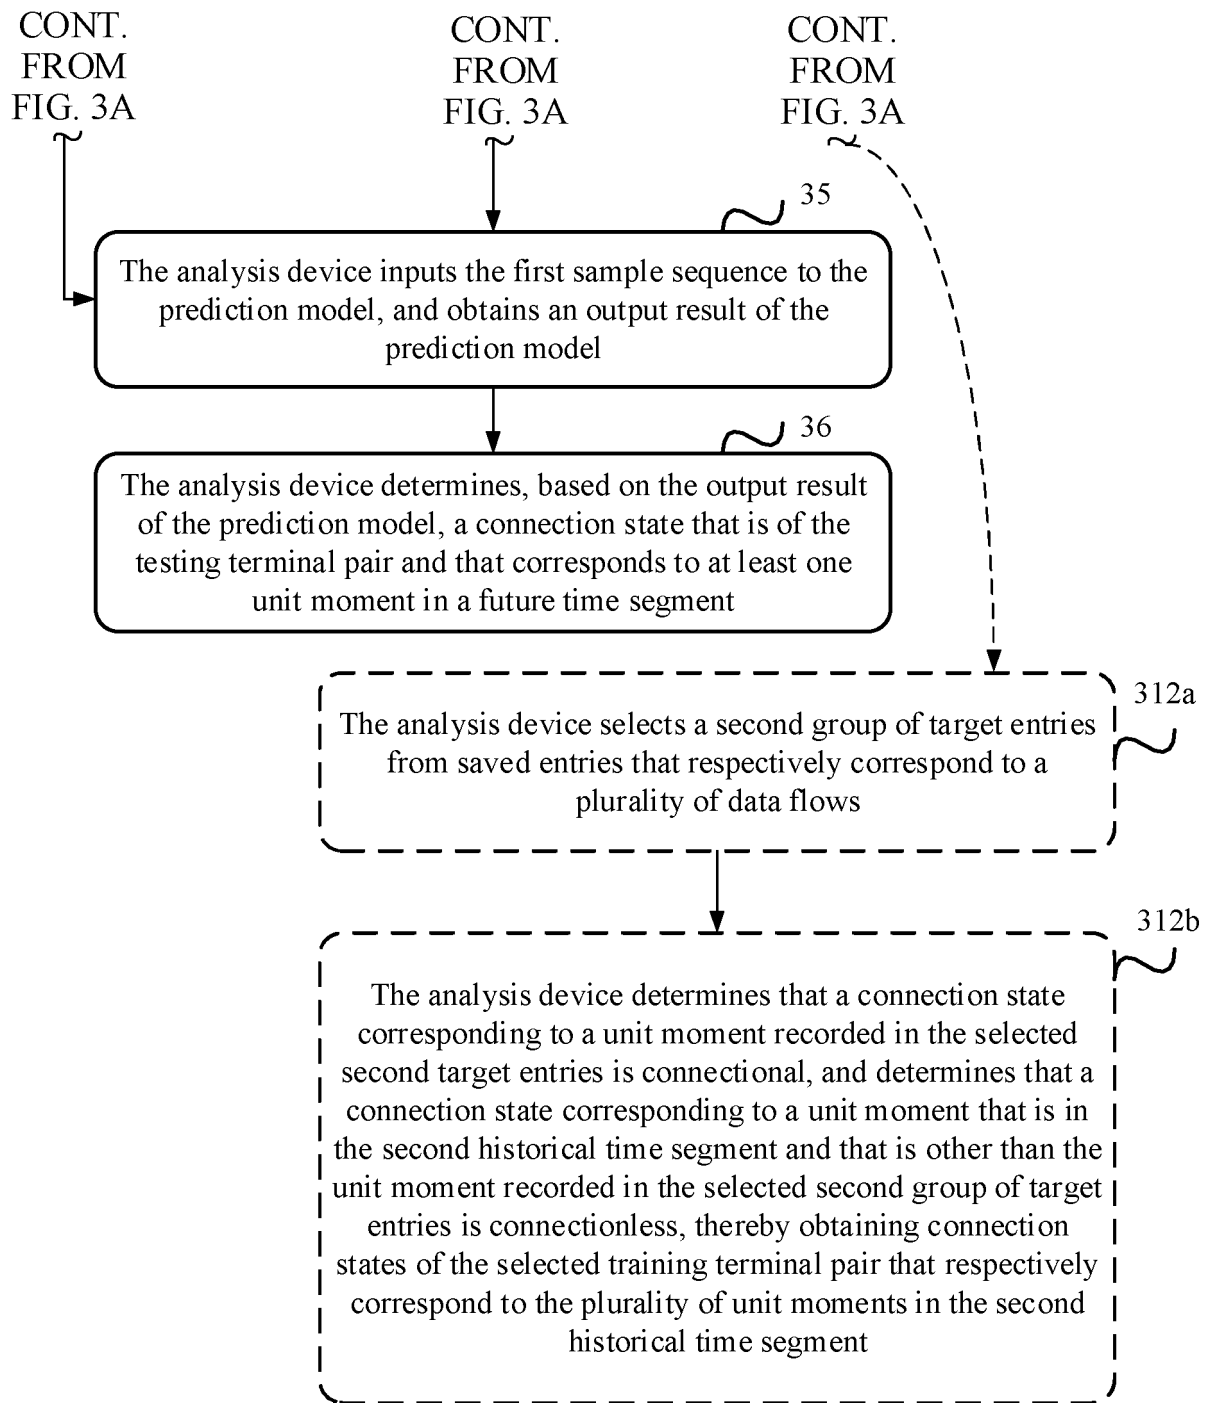 CONT.
FROM
FIG. 3A
CONT.
FROM
FIG. 3A
CONT.
FROM
FIG. 3A
35
The analysis device inputs the first sample sequence to the
prediction model, and obtains an output result of the
prediction model
36
The analysis device determines, based on the output result
of the prediction model, a connection state that is of the
testing terminal pair and that corresponds to at least one
unit moment in a future time segment
312a
The analysis device selects a second group of target entries
from saved entries that respectively correspond to a
plurality of data flows
312b
The analysis device determines that a connection state
corresponding to a unit moment recorded in the selected
second target entries is connectional, and determines that a
connection state corresponding to a unit moment that is in
the second historical time segment and that is other than the
unit moment recorded in the selected second group of target
entries is connectionless, thereby obtaining connection
states of the selected training terminal pair that respectively
correspond to the plurality of unit moments in the second
historical time segment